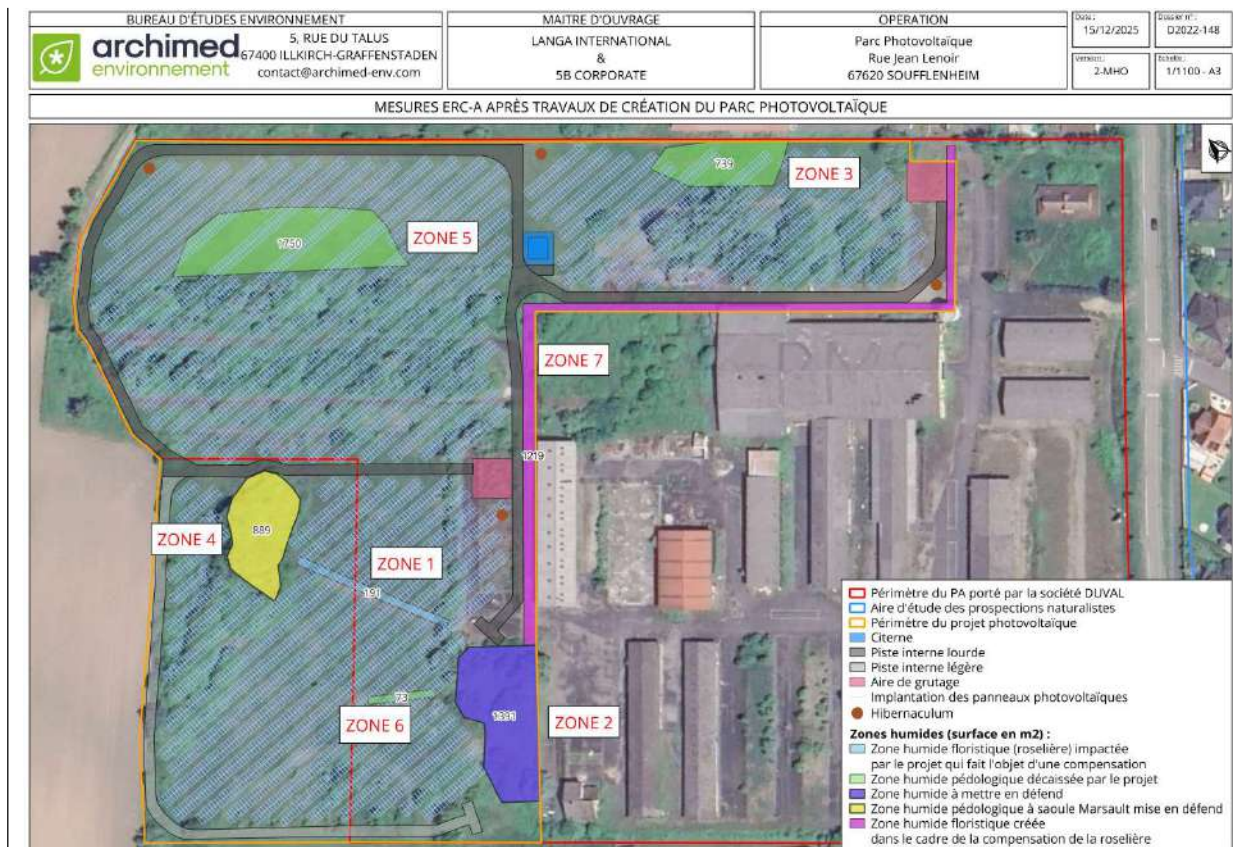 BUREAU D'ÉTUDES ENVIRONNEMENT
archimed
environnement
5, RUE DU TALUS
67400 ILLKIRCH-GRAFFENSTADEN
contact@archimed-env.com
MAITRE D'OUVRAGE
LANGA INTERNATIONAL
&
5B CORPORATE
OPERATION
Parc Photovoltaïque
Rue Jean Lenoir
67620 SOUFFLENHEIM
Date :
15/12/2025
Dossier n° :
D2022-148
Version :
2-MHO
Echelle :
1/1100 - A3
MESURES ERC-A APRÈS TRAVAUX DE CRÉATION DU PARC PHOTOVOLTAÏQUE
739
ZONE 3
ZONE 5
1750
ZONE 7
1219
ZONE 4
889
ZONE 1
191
73
ZONE 6
1391
ZONE 2
Périmètre du PA porté par la société DUVAL
Aire d'étude des prospections naturalistes
Périmètre du projet photovoltaïque
Citerne
Piste interne lourde
Piste interne légère
Aire de grutage
Implantation des panneaux photovoltaïques
Hibernaculum
Zones humides (surface en m2) :
Zone humide floristique (roselière) impactée
par le projet qui fait l'objet d'une compensation
Zone humide pédologique décaissée par le projet
Zone humide à mettre en défend
Zone humide pédologique à saoule Marsault mise en défend
Zone humide floristique créée
dans le cadre de la compensation de la roselière